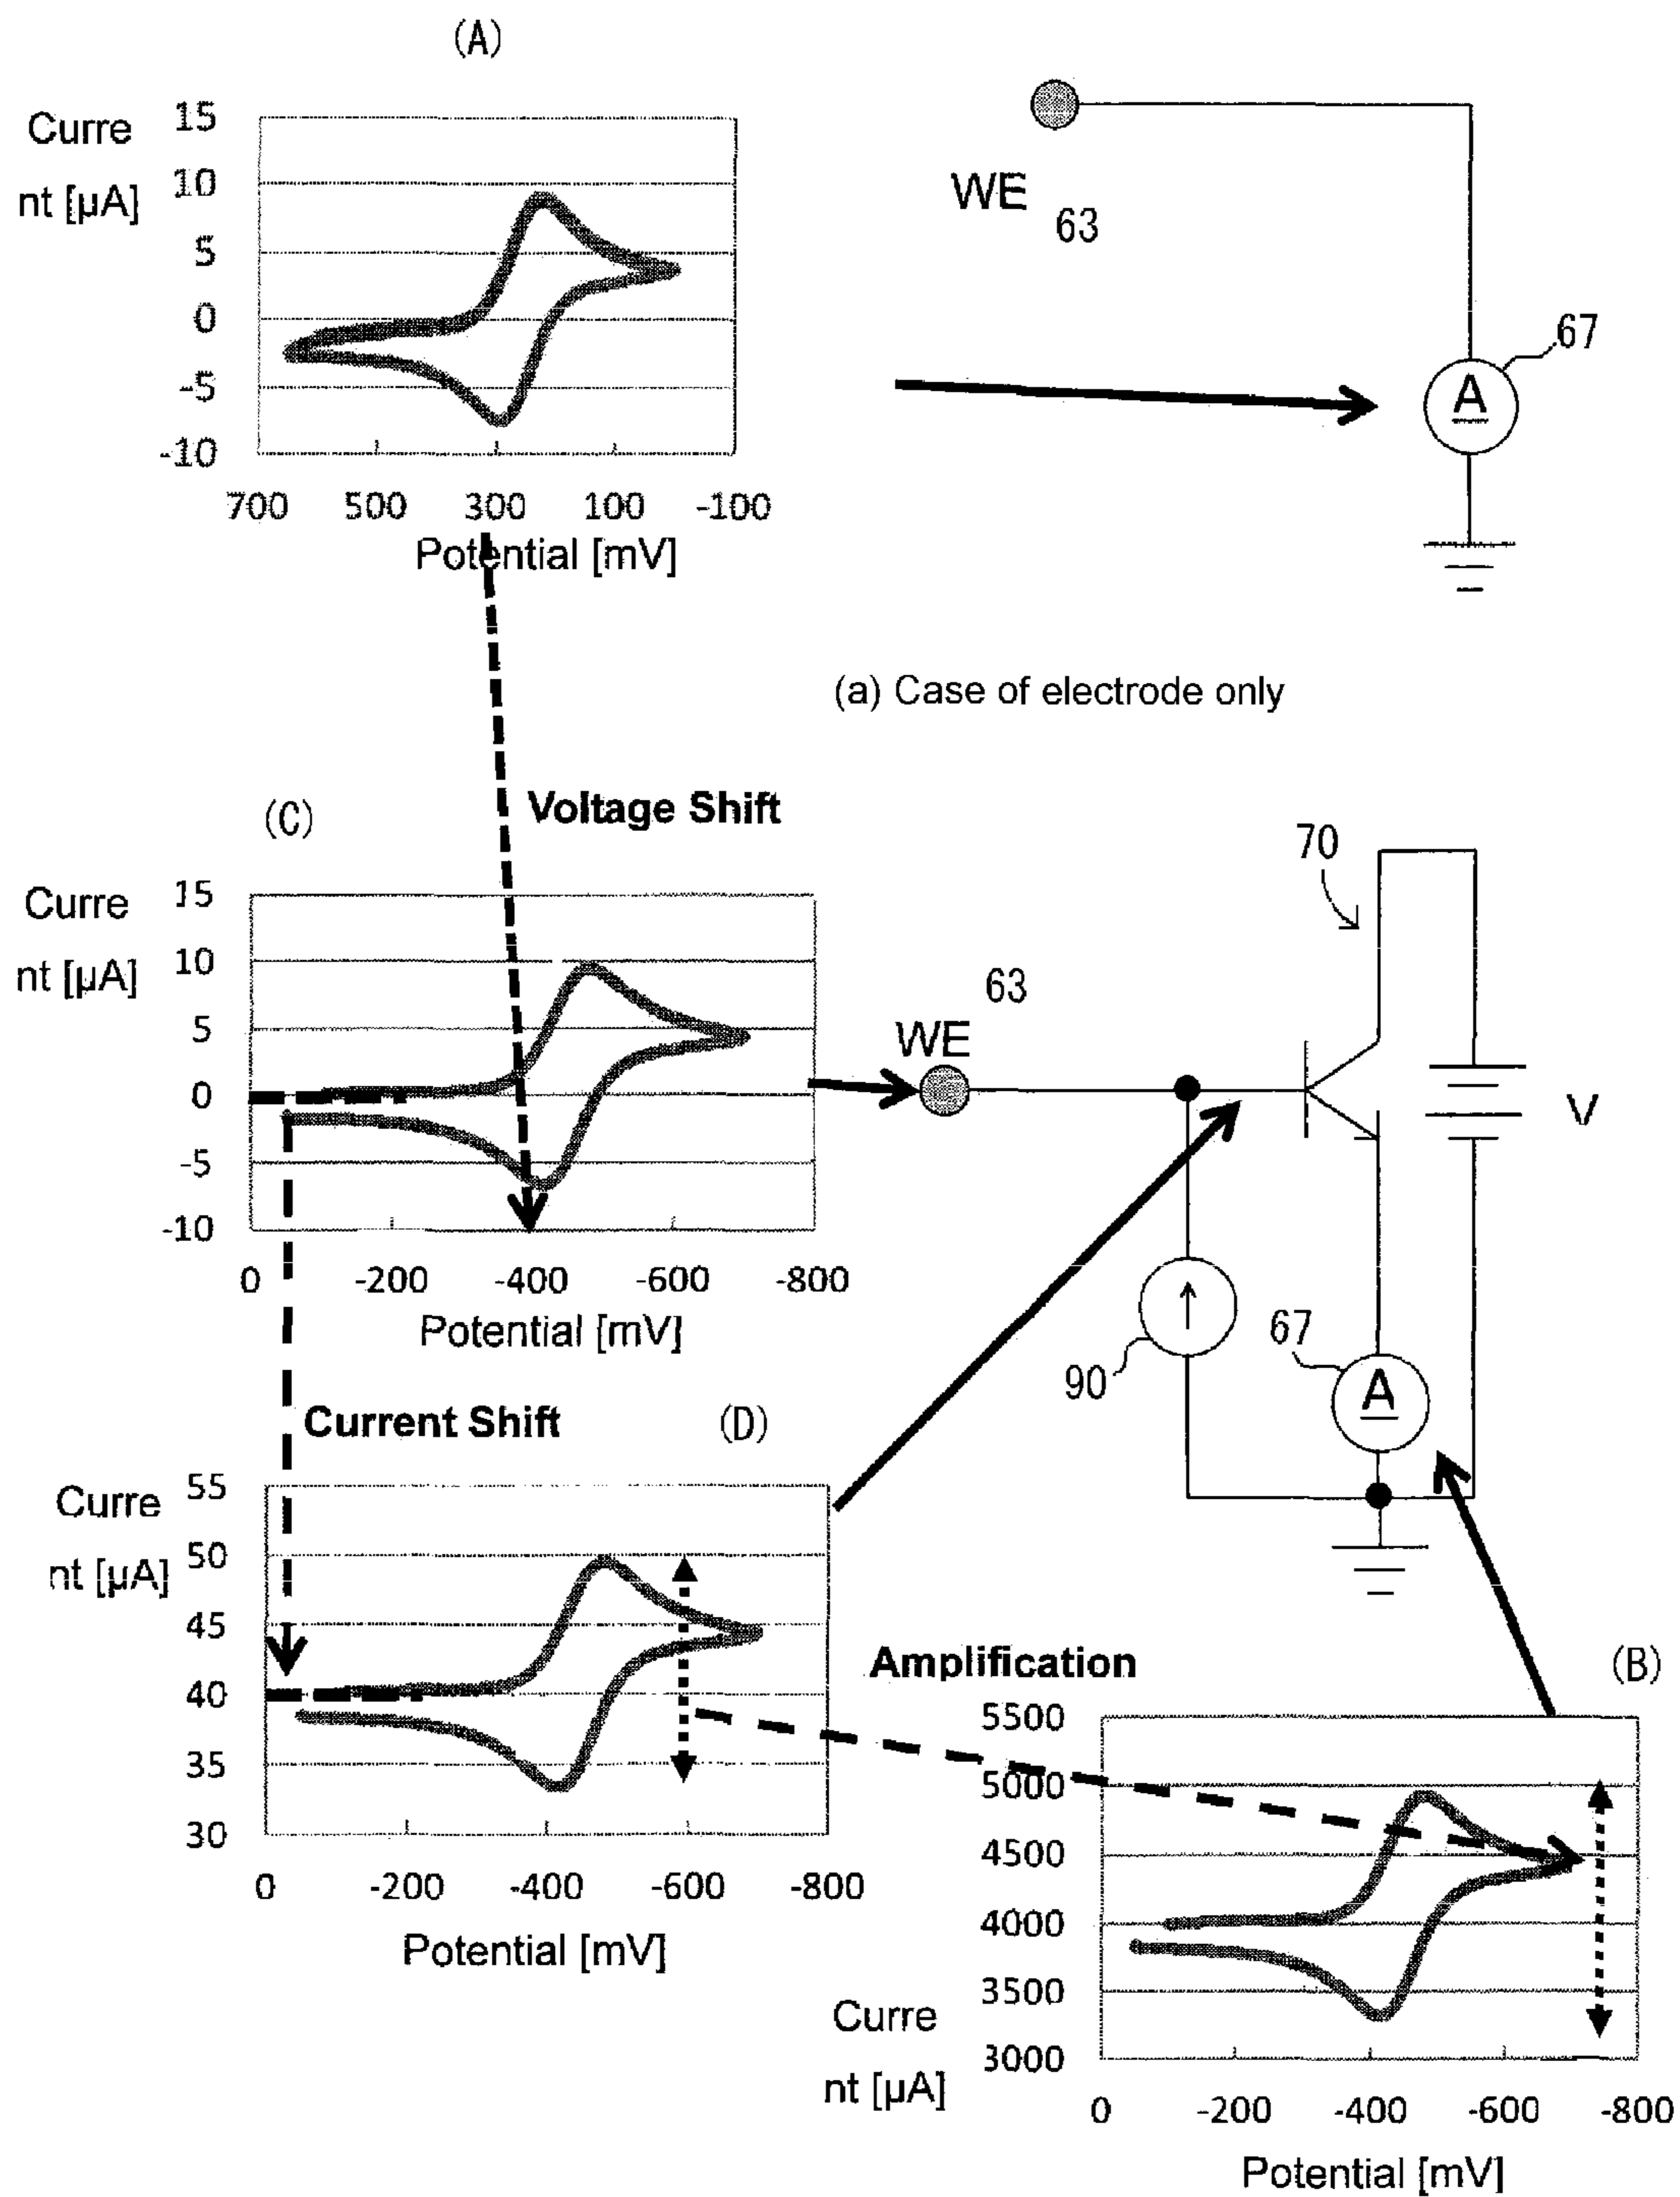 (A)
Curre
nt [µA]
15
10
5
0
-5
-10
700 500 300 100 -100
Potential [mV]
WE
63
67
A
(a) Case of electrode only
Voltage Shift
(C)
Curre
nt [µA]
15
10
5
0
-5
-10
0 -200 -400 -600 -800
Potential [mV]
63
WE
70
V
90
67
A
Current Shift
(D)
Curre
nt [µA]
55
50
45
40
35
30
0 -200 -400 -600 -800
Potential [mV]
Amplification
(B)
5500
5000
4500
4000
3500
3000
Curre
nt [µA]
0 -200 -400 -600 -800
Potential [mV]